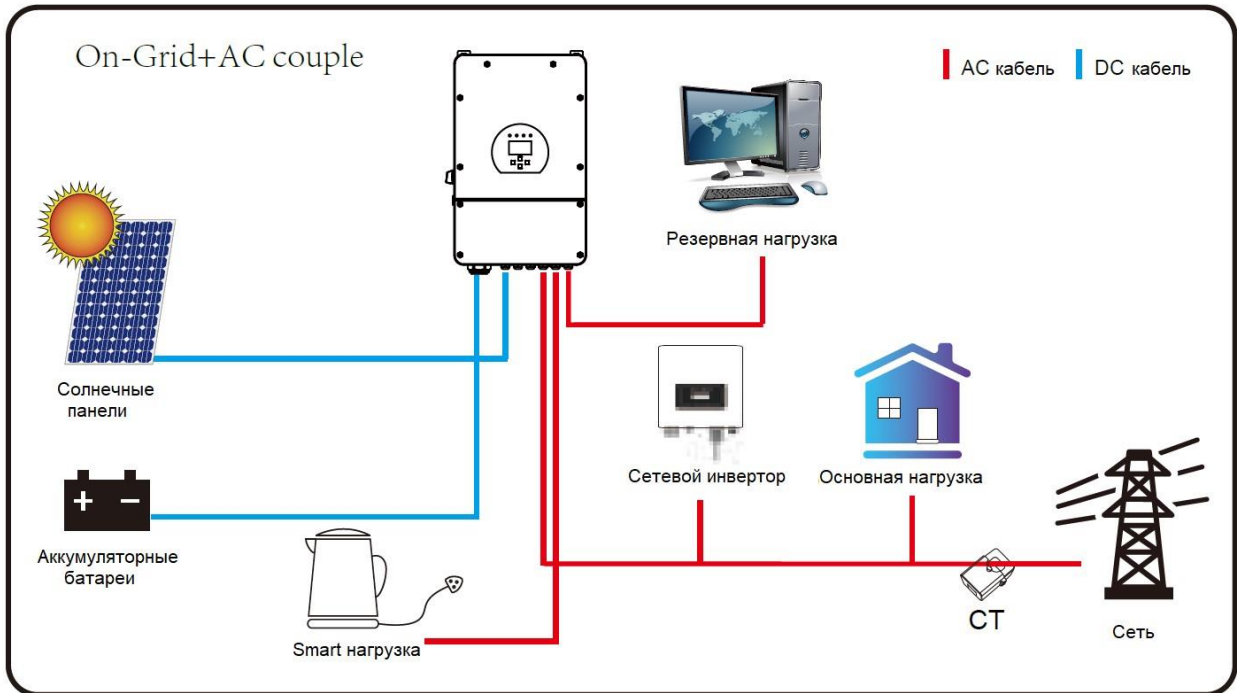 On-Grid+AC couple
AC кабель
DC кабель
Резервная нагрузка
Солнечные
панели
Сетевой инвертор
Основная нагрузка
+ −
Аккумуляторные
батареи
Smart нагрузка
CT
Сеть